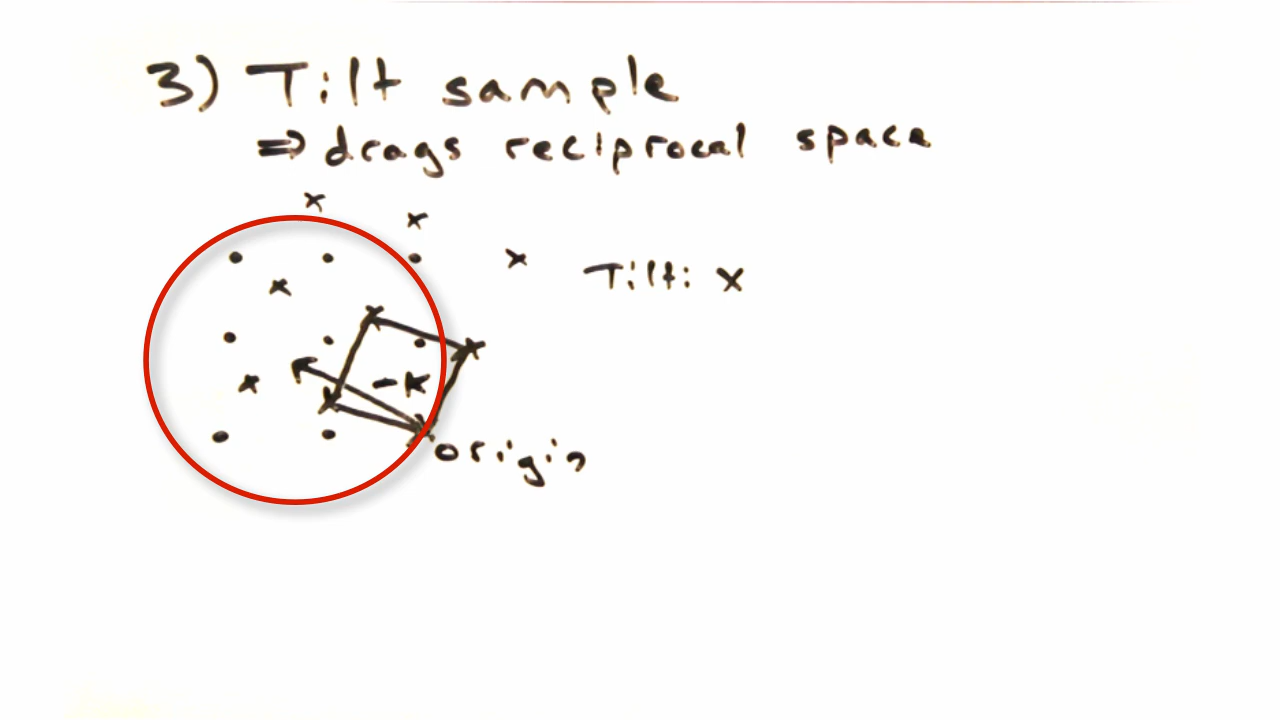 3) Tilt sample
⇒ drags reciprocal space
Tilt: x
-K
origin